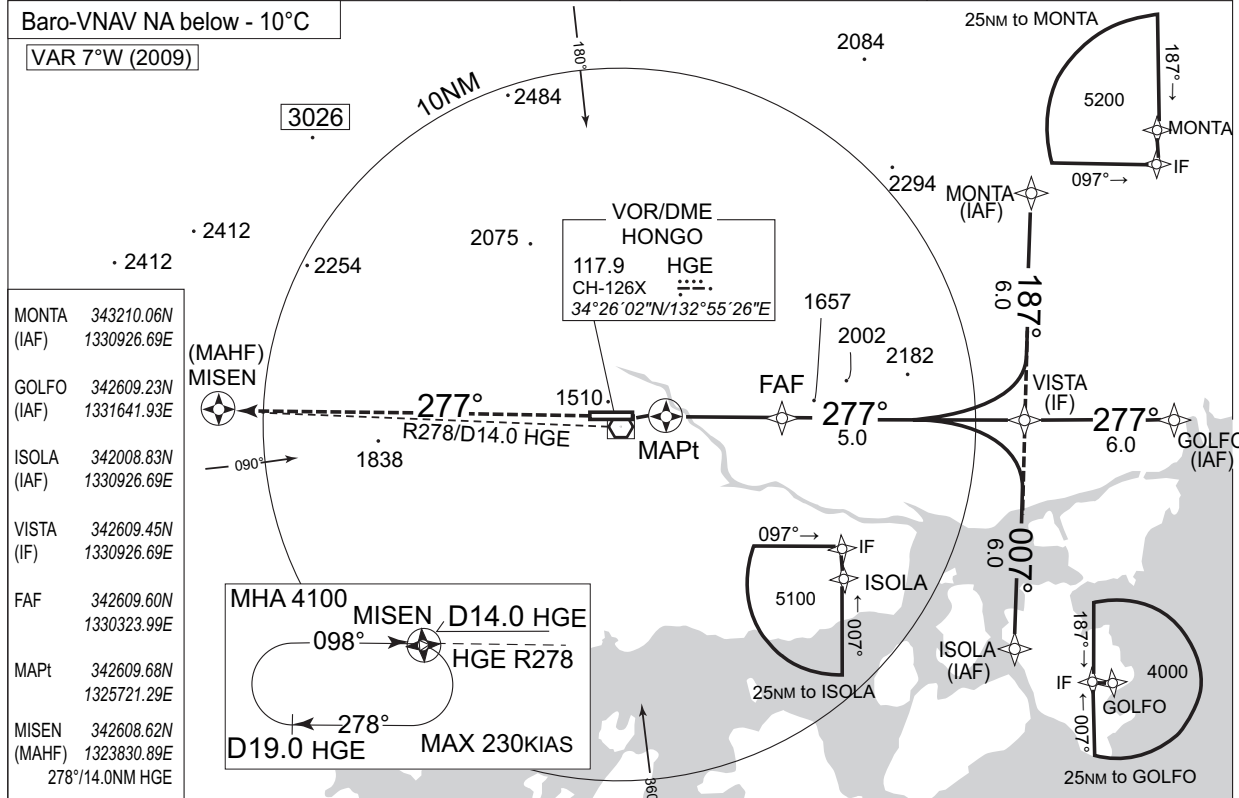 Baro-VNAV NA below - 10°C
VAR 7°W (2009)
3026
10NM
2484
180°
2084
25NM to MONTA
187° →
5200
MONTA
IF
097°→
2294
MONTA
(IAF)
2412
2412
2254
2075
VOR/DME
HONGO
117.9 HGE
CH-126X
34°26´02"N/132°55´26"E
187°
6.0
1657
2002
2182
MONTA 343210.06N
(IAF) 1330926.69E
GOLFO 342609.23N
(IAF) 1331641.93E
ISOLA 342008.83N
(IAF) 1330926.69E
VISTA 342609.45N
(IF) 1330926.69E
FAF 342609.60N
1330323.99E
MAPt 342609.68N
1325721.29E
MISEN 342608.62N
(MAHF) 1323830.89E
278°/14.0NM HGE
(MAHF)
MISEN
277°
R278/D14.0 HGE
1510
090°
1838
MAPt
FAF
277°
5.0
VISTA
(IF)
277°
6.0
GOLFO
(IAF)
007°
6.0
ISOLA
(IAF)
097°→
IF
ISOLA
5100
← 007°
25NM to ISOLA
MHA 4100
MISEN D14.0 HGE
098°
HGE R278
278°
D19.0 HGE
MAX 230KIAS
360°
187° →
4000
IF
GOLFO
← 007°
25NM to GOLFO